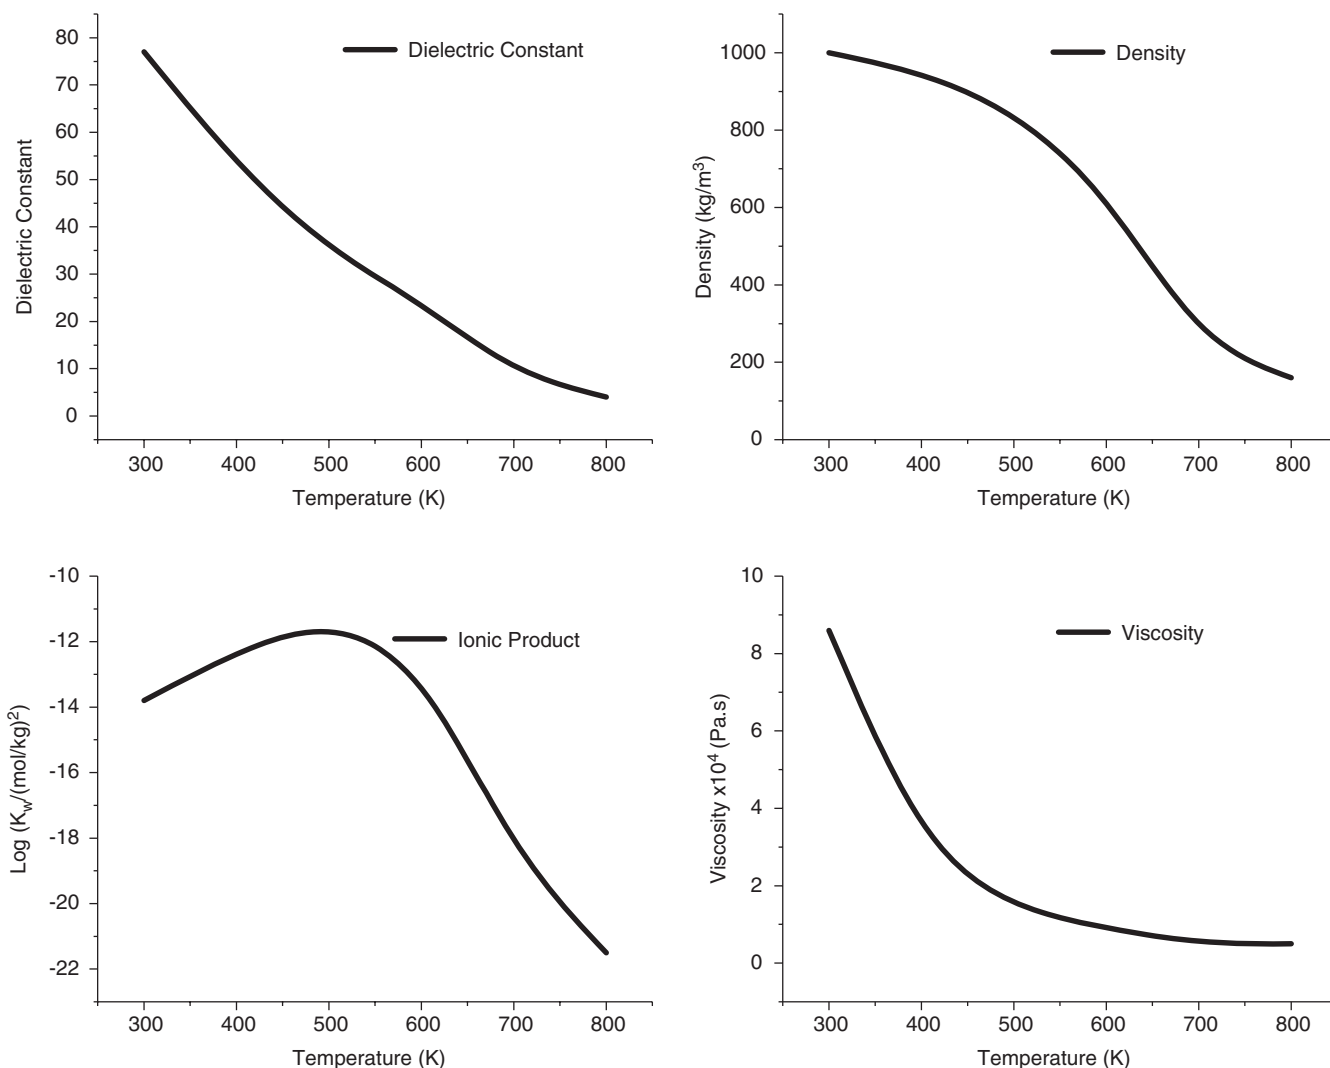 Dielectric Constant
80
70
60
50
40
30
20
10
0
Dielectric Constant
300 400 500 600 700 800
Temperature (K)
Density
1000
800
600
400
200
0
Density (kg/m³)
300 400 500 600 700 800
Temperature (K)
Ionic Product
-10
-12
-14
-16
-18
-20
-22
Log (K_w/(mol/kg)²)
300 400 500 600 700 800
Temperature (K)
Viscosity
10
8
6
4
2
0
Viscosity x10⁴ (Pa.s)
300 400 500 600 700 800
Temperature (K)